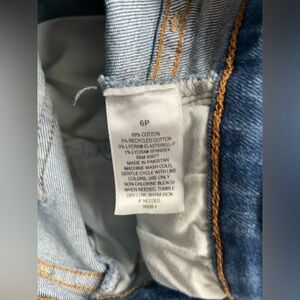 6P
89% COTTON
5% RECYCLED COTTON
5% LYCRA® ELASTERELL-P
1% LYCRA® SPANDEX
RN# 93677
MADE IN PAKISTAN
MACHINE WASH COLD,
GENTLE CYCLE WITH LIKE
COLORS, USE ONLY
NON-CHLORINE BLEACH
WHEN NEEDED, TUMBLE
DRY LOW, WARM IRON
IF NEEDED.